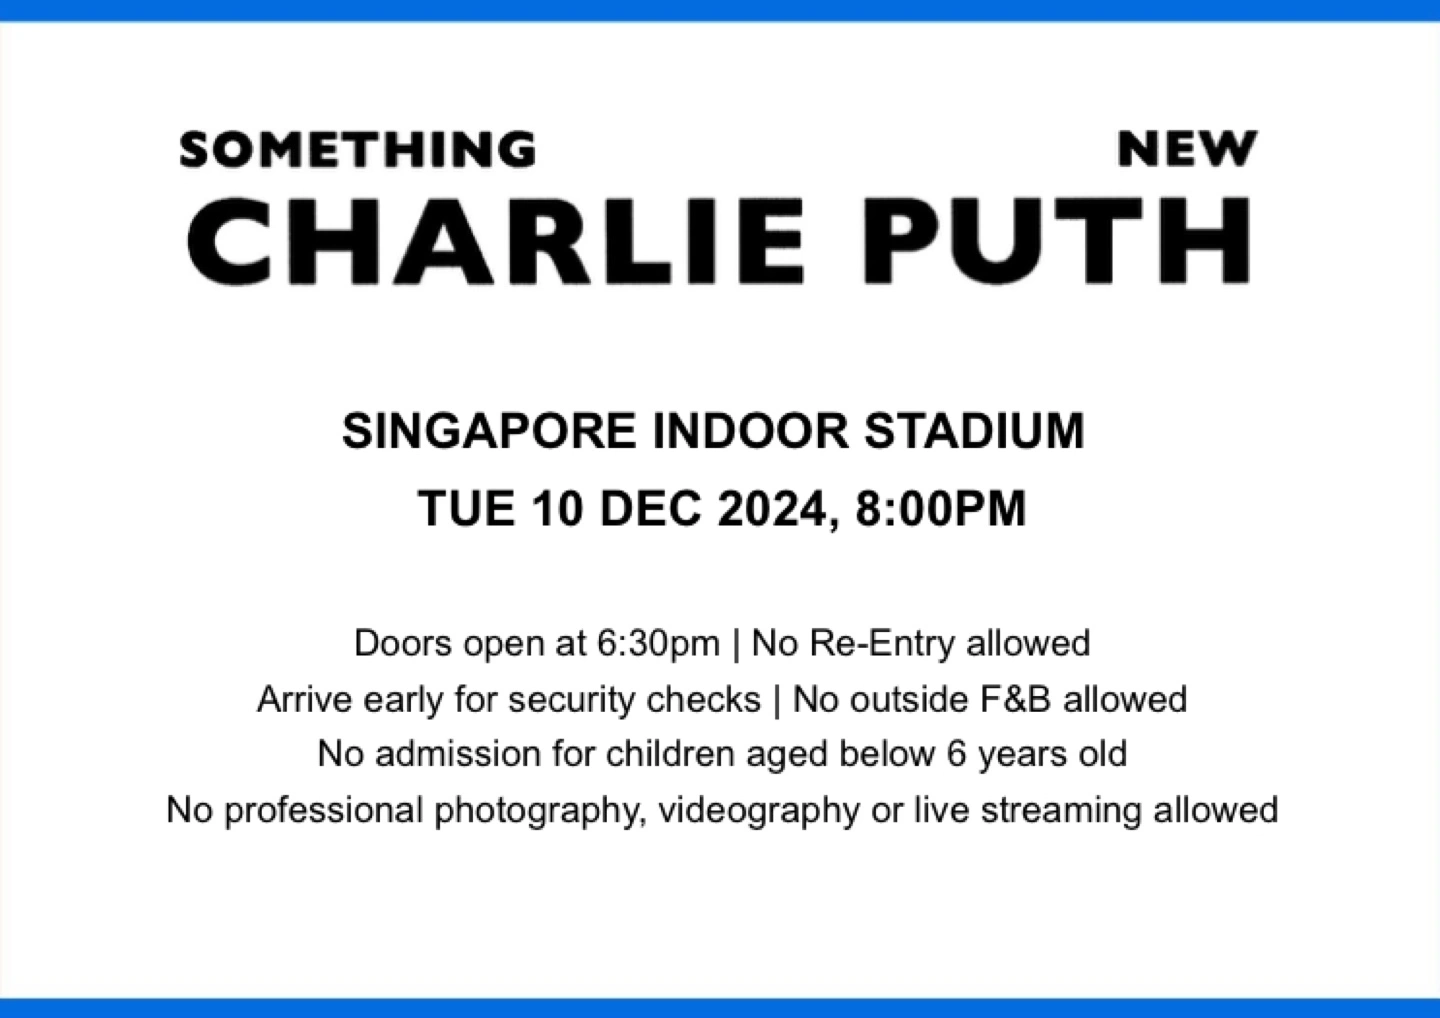 SOMETHING NEW
CHARLIE PUTH
SINGAPORE INDOOR STADIUM
TUE 10 DEC 2024, 8:00PM
Doors open at 6:30pm | No Re-Entry allowed
Arrive early for security checks | No outside F&B allowed
No admission for children aged below 6 years old
No professional photography, videography or live streaming allowed